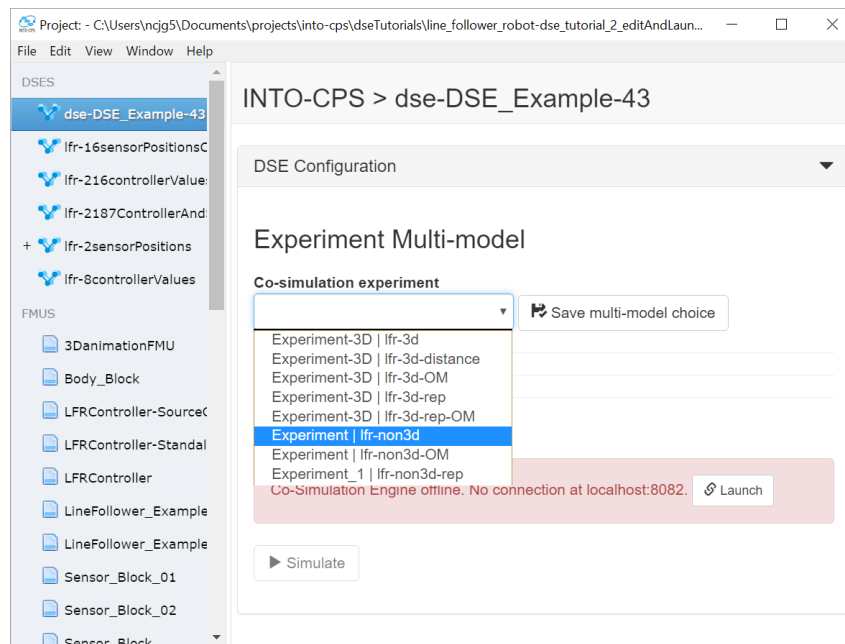 Project: - C:\Users\ncjg5\Documents\projects\into-cps\dseTutorials\line_follower_robot-dse_tutorial_2_editAndLaun...
File Edit View Window Help
DSES
dse-DSE_Example-43
lfr-16sensorPositionsC
lfr-216controllerValue
lfr-2187ControllerAnd
+ lfr-2sensorPositions
lfr-8controllerValues
FMUS
3DanimationFMU
Body_Block
LFRController-SourceC
LFRController-Standal
LFRController
LineFollower_Example
LineFollower_Example
Sensor_Block_01
Sensor_Block_02
Sensor_Block
INTO-CPS > dse-DSE_Example-43
DSE Configuration
Experiment Multi-model
Co-simulation experiment
Save multi-model choice
Experiment-3D | lfr-3d
Experiment-3D | lfr-3d-distance
Experiment-3D | lfr-3d-OM
Experiment-3D | lfr-3d-rep
Experiment-3D | lfr-3d-rep-OM
Experiment | lfr-non3d
Experiment | lfr-non3d-OM
Experiment_1 | lfr-non3d-rep
Co-Simulation Engine offline. No connection at localhost:8082. Launch
Simulate